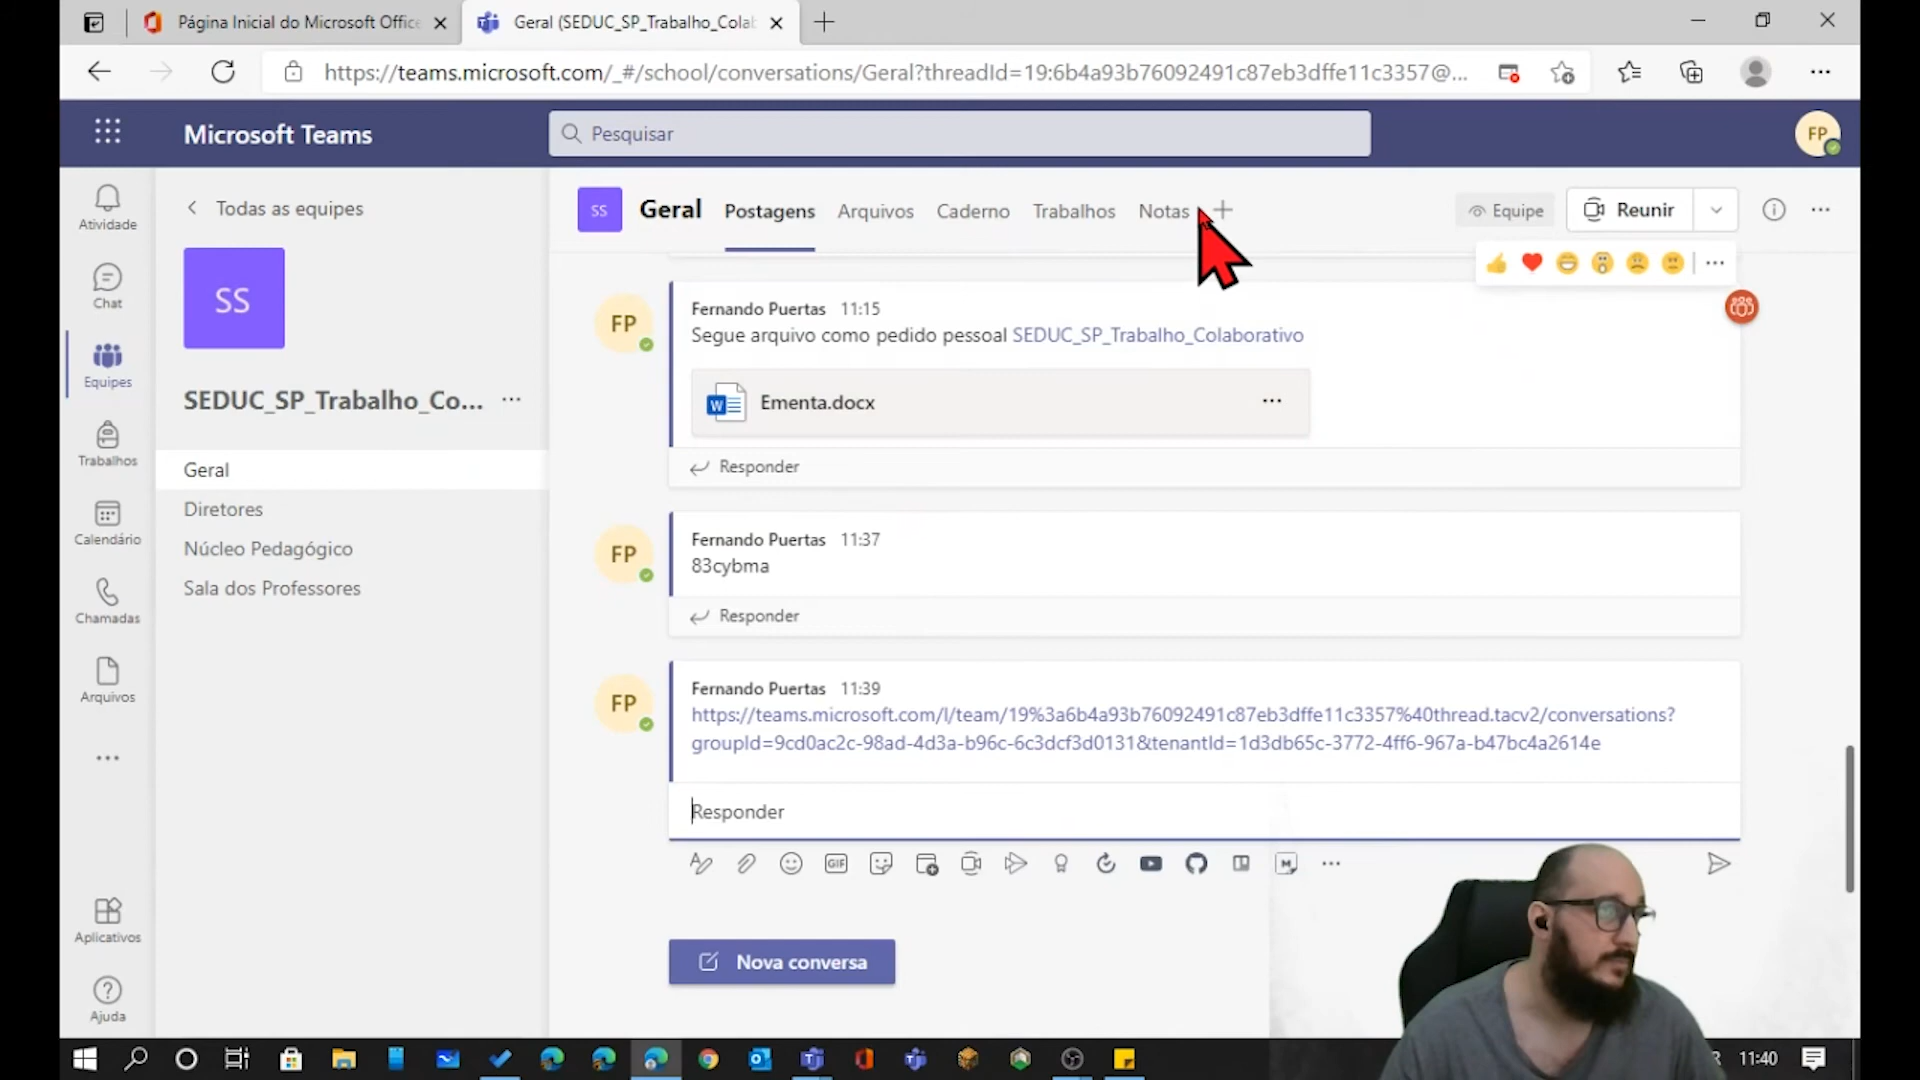 Página Inicial do Microsoft Office
Geral (SEDUC_SP_Trabalho_Colab
https://teams.microsoft.com/_#/school/conversations/Geral?threadId=19:6b4a93b76092491c87eb3dffe11c3357@...
Microsoft Teams
Pesquisar
FP
Atividade
Chat
Equipes
Trabalhos
Calendário
Chamadas
Arquivos
Aplicativos
Ajuda
Todas as equipes
SS
SEDUC_SP_Trabalho_Co...
Geral
Diretores
Núcleo Pedagógico
Sala dos Professores
SS
Geral
Postagens
Arquivos
Caderno
Trabalhos
Notas
Equipe
Reunir
FP
Fernando Puertas 11:15
Segue arquivo como pedido pessoal SEDUC_SP_Trabalho_Colaborativo
W
Ementa.docx
Responder
FP
Fernando Puertas 11:37
83cybma
Responder
FP
Fernando Puertas 11:39
https://teams.microsoft.com/l/team/19%3a6b4a93b76092491c87eb3dffe11c3357%40thread.tacv2/conversations?
groupId=9cd0ac2c-98ad-4d3a-b96c-6c3dcf3d0131&tenantId=1d3db65c-3772-4ff6-967a-b47bc4a2614e
Responder
GIF
M
Nova conversa
11:40